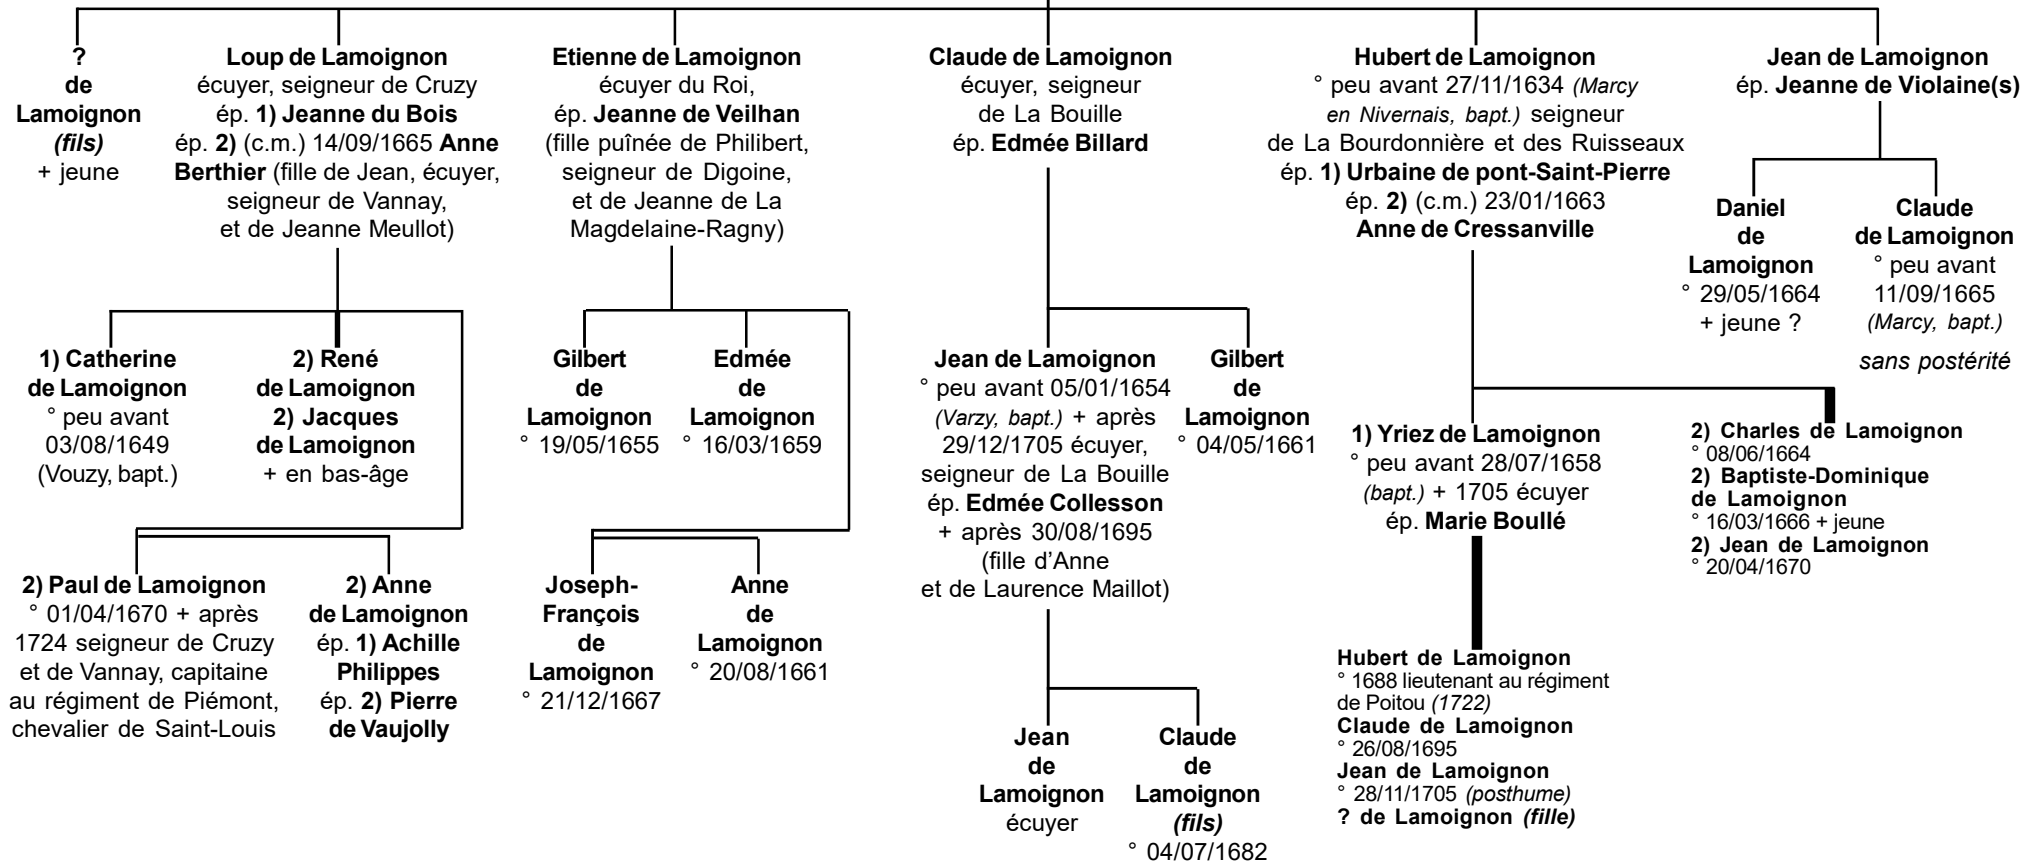 ?
de
Lamoignon
(fils)
+ jeune
Loup de Lamoignon
écuyer, seigneur de Cruzy
ép. 1) Jeanne du Bois
ép. 2) (c.m.) 14/09/1665 Anne
Berthier (fille de Jean, écuyer,
seigneur de Vannay,
et de Jeanne Meullot)
Etienne de Lamoignon
écuyer du Roi,
ép. Jeanne de Veilhan
(fille puînée de Philibert,
seigneur de Digoine,
et de Jeanne de La
Magdelaine-Ragny)
Claude de Lamoignon
écuyer, seigneur
de La Bouille
ép. Edmée Billard
Hubert de Lamoignon
° peu avant 27/11/1634 (Marcy
en Nivernais, bapt.) seigneur
de La Bourdonnière et des Ruisseaux
ép. 1) Urbaine de pont-Saint-Pierre
ép. 2) (c.m.) 23/01/1663
Anne de Cressanville
Jean de Lamoignon
ép. Jeanne de Violaine(s)
Daniel
de
Lamoignon
° 29/05/1664
+ jeune ?
Claude
de Lamoignon
° peu avant
11/09/1665
(Marcy, bapt.)
sans postérité
1) Catherine
de Lamoignon
° peu avant
03/08/1649
(Vouzy, bapt.)
2) René
de Lamoignon
2) Jacques
de Lamoignon
+ en bas-âge
Gilbert
de
Lamoignon
° 19/05/1655
Edmée
de
Lamoignon
° 16/03/1659
Jean de Lamoignon
° peu avant 05/01/1654
(Varzy, bapt.) + après
29/12/1705 écuyer,
seigneur de La Bouille
ép. Edmée Collesson
+ après 30/08/1695
(fille d’Anne
et de Laurence Maillot)
Gilbert
de
Lamoignon
° 04/05/1661
1) Yriez de Lamoignon
° peu avant 28/07/1658
(bapt.) + 1705 écuyer
ép. Marie Boullé
2) Charles de Lamoignon
° 08/06/1664
2) Baptiste-Dominique
de Lamoignon
° 16/03/1666 + jeune
2) Jean de Lamoignon
° 20/04/1670
2) Paul de Lamoignon
° 01/04/1670 + après
1724 seigneur de Cruzy
et de Vannay, capitaine
au régiment de Piémont,
chevalier de Saint-Louis
2) Anne
de Lamoignon
ép. 1) Achille
Philippes
ép. 2) Pierre
de Vaujolly
Joseph-
François
de
Lamoignon
° 21/12/1667
Anne
de
Lamoignon
° 20/08/1661
Jean
de
Lamoignon
écuyer
Claude
de
Lamoignon
(fils)
° 04/07/1682
Hubert de Lamoignon
° 1688 lieutenant au régiment
de Poitou (1722)
Claude de Lamoignon
° 26/08/1695
Jean de Lamoignon
° 28/11/1705 (posthume)
? de Lamoignon (fille)